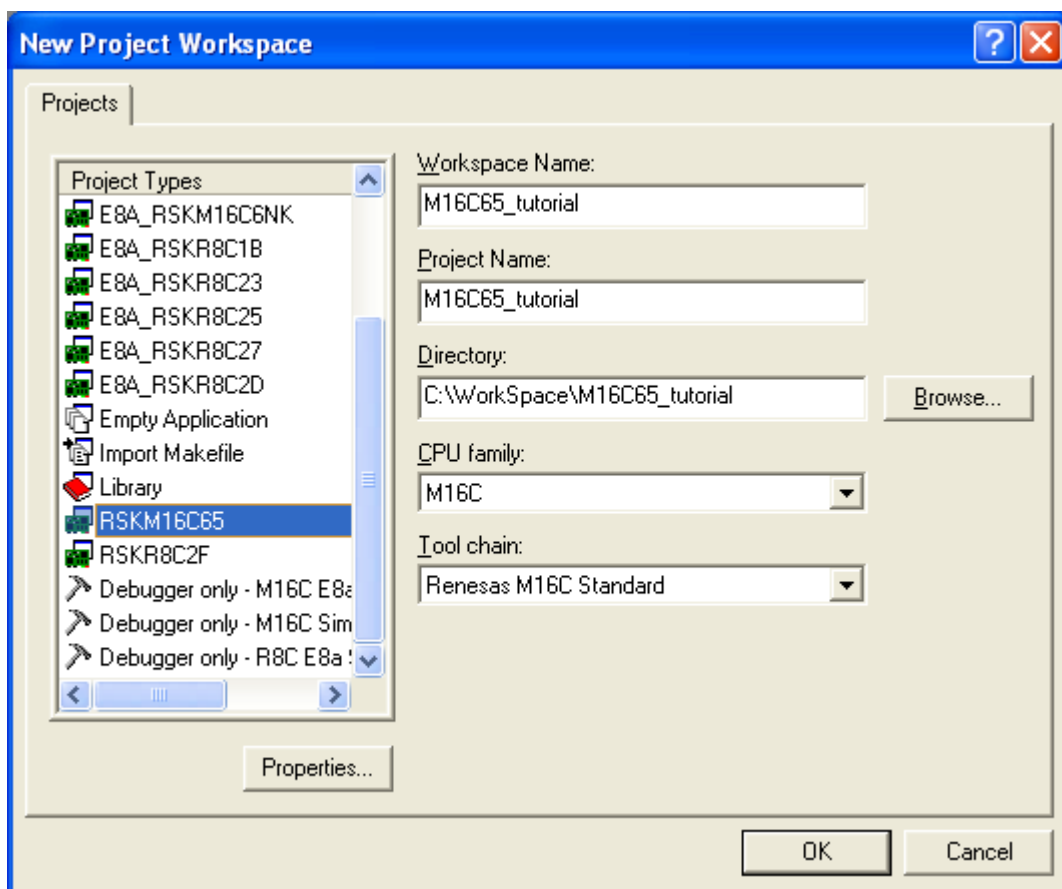 New Project Workspace
Projects
Project Types
E8A_RSKM16C6NK
E8A_RSKR8C1B
E8A_RSKR8C23
E8A_RSKR8C25
E8A_RSKR8C27
E8A_RSKR8C2D
Empty Application
Import Makefile
Library
RSKM16C65
RSKR8C2F
Debugger only - M16C E8a
Debugger only - M16C Sim
Debugger only - R8C E8a
Properties...
Workspace Name:
M16C65_tutorial
Project Name:
M16C65_tutorial
Directory:
C:\WorkSpace\M16C65_tutorial
Browse...
CPU family:
M16C
Tool chain:
Renesas M16C Standard
OK
Cancel